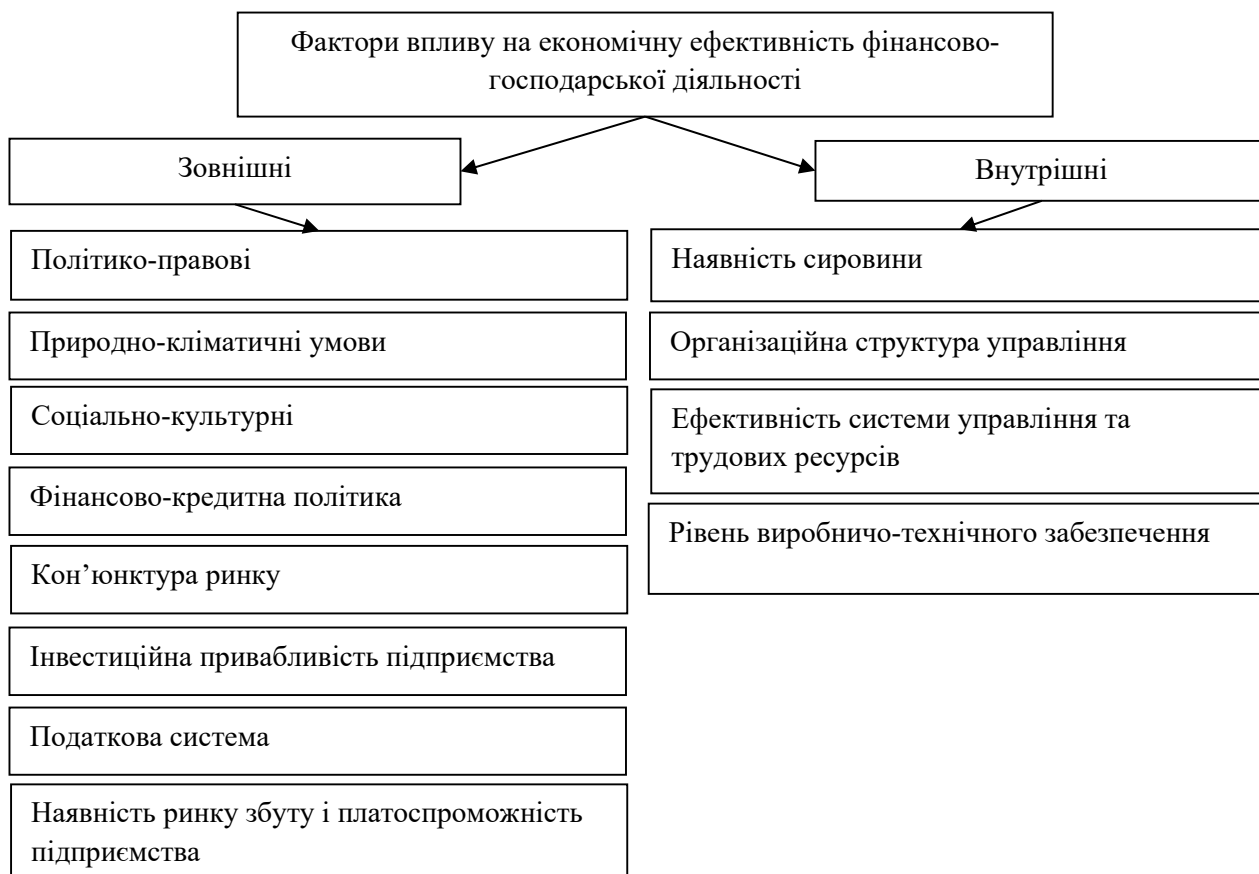 Фактори впливу на економічну ефективність фінансово-
господарської діяльності
Зовнішні
Внутрішні
Політико-правові
Природно-кліматичні умови
Соціально-культурні
Фінансово-кредитна політика
Кон’юнктура ринку
Інвестиційна привабливість підприємства
Податкова система
Наявність ринку збуту і платоспроможність
підприємства
Наявність сировини
Організаційна структура управління
Ефективність системи управління та
трудових ресурсів
Рівень виробничо-технічного забезпечення